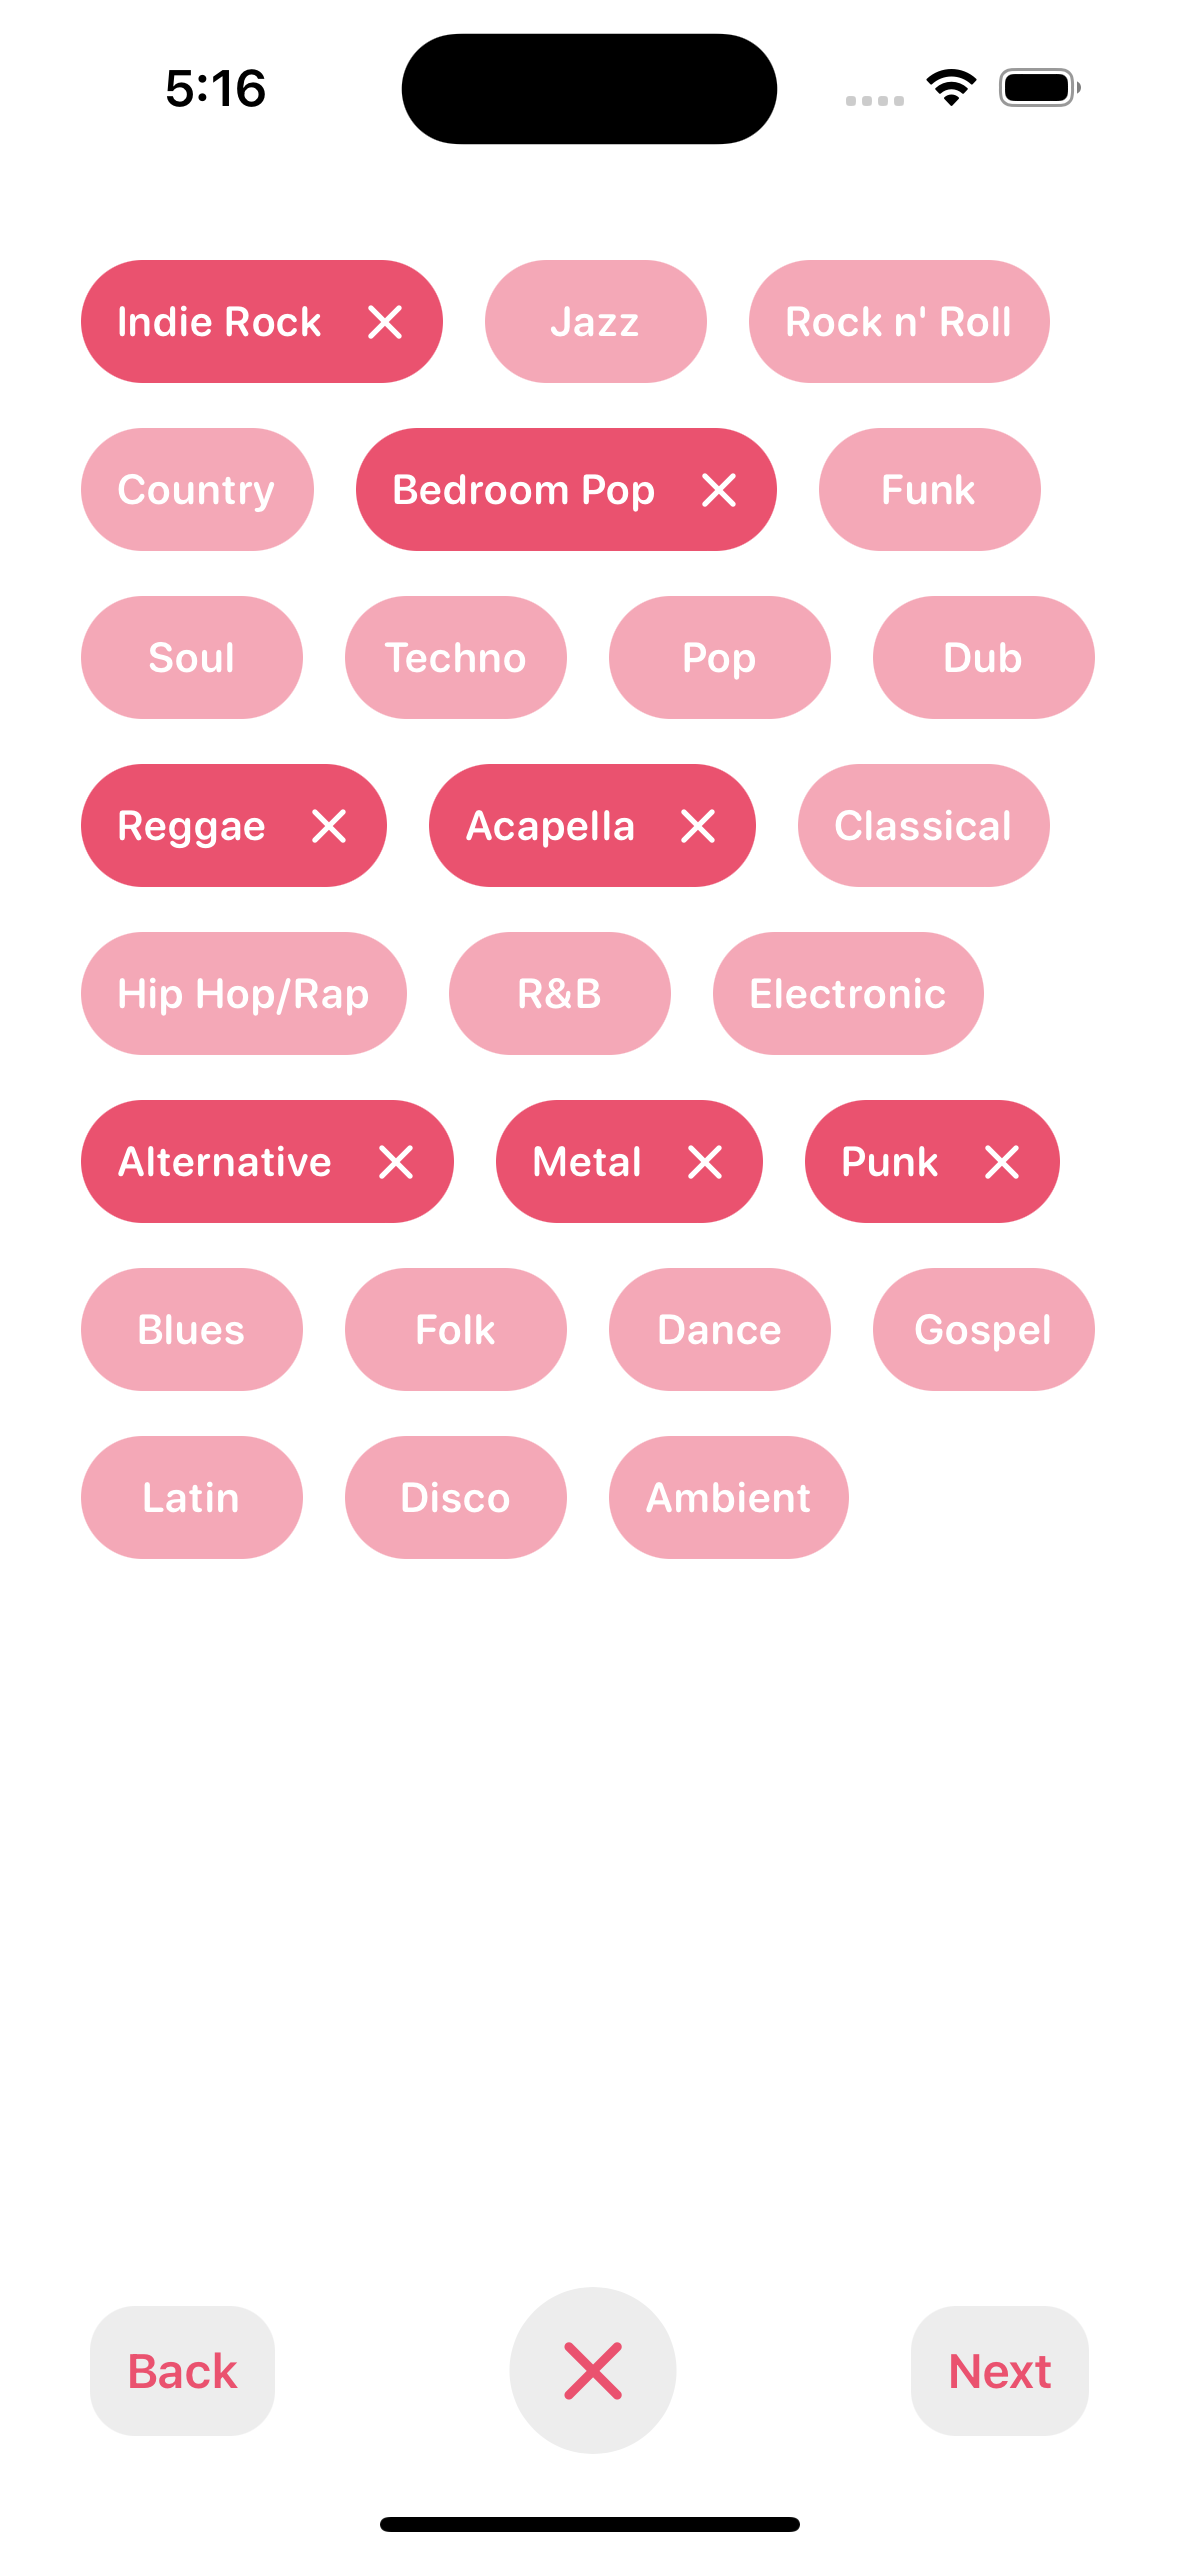 5:16
Indie Rock Jazz Rock n' Roll
Country Bedroom Pop Funk
Soul Techno Pop Dub
Reggae Acapella Classical
Hip Hop/Rap R&B Electronic
Alternative Metal Punk
Blues Folk Dance Gospel
Latin Disco Ambient
Back Next